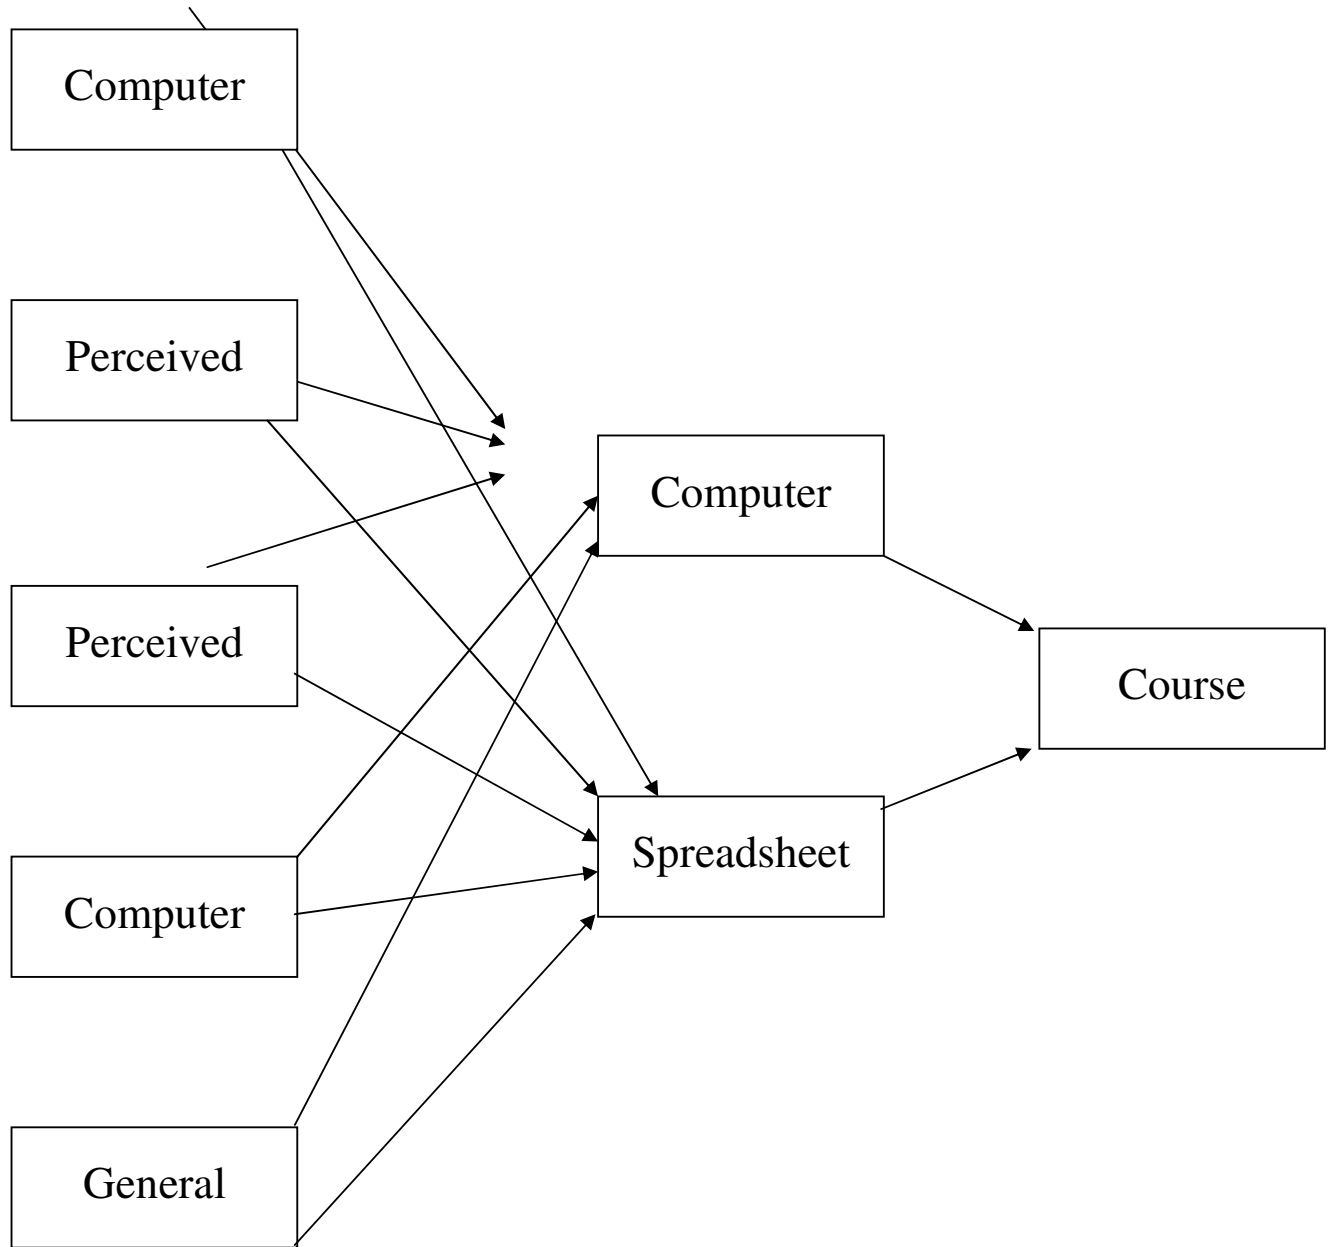 Computer
Perceived
Computer
Perceived
Course
Spreadsheet
Computer
General